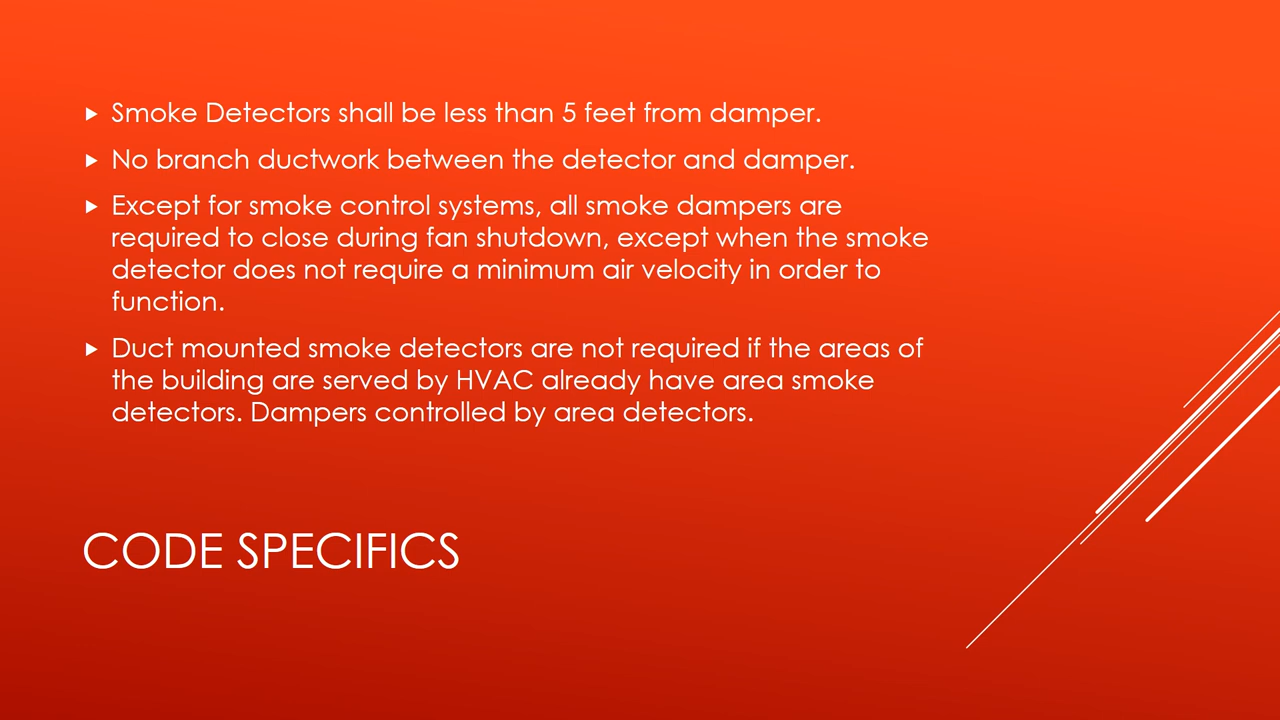 Smoke Detectors shall be less than 5 feet from damper.
No branch ductwork between the detector and damper.
Except for smoke control systems, all smoke dampers are
required to close during fan shutdown, except when the smoke
detector does not require a minimum air velocity in order to
function.
Duct mounted smoke detectors are not required if the areas of
the building are served by HVAC already have area smoke
detectors. Dampers controlled by area detectors.
CODE SPECIFICS